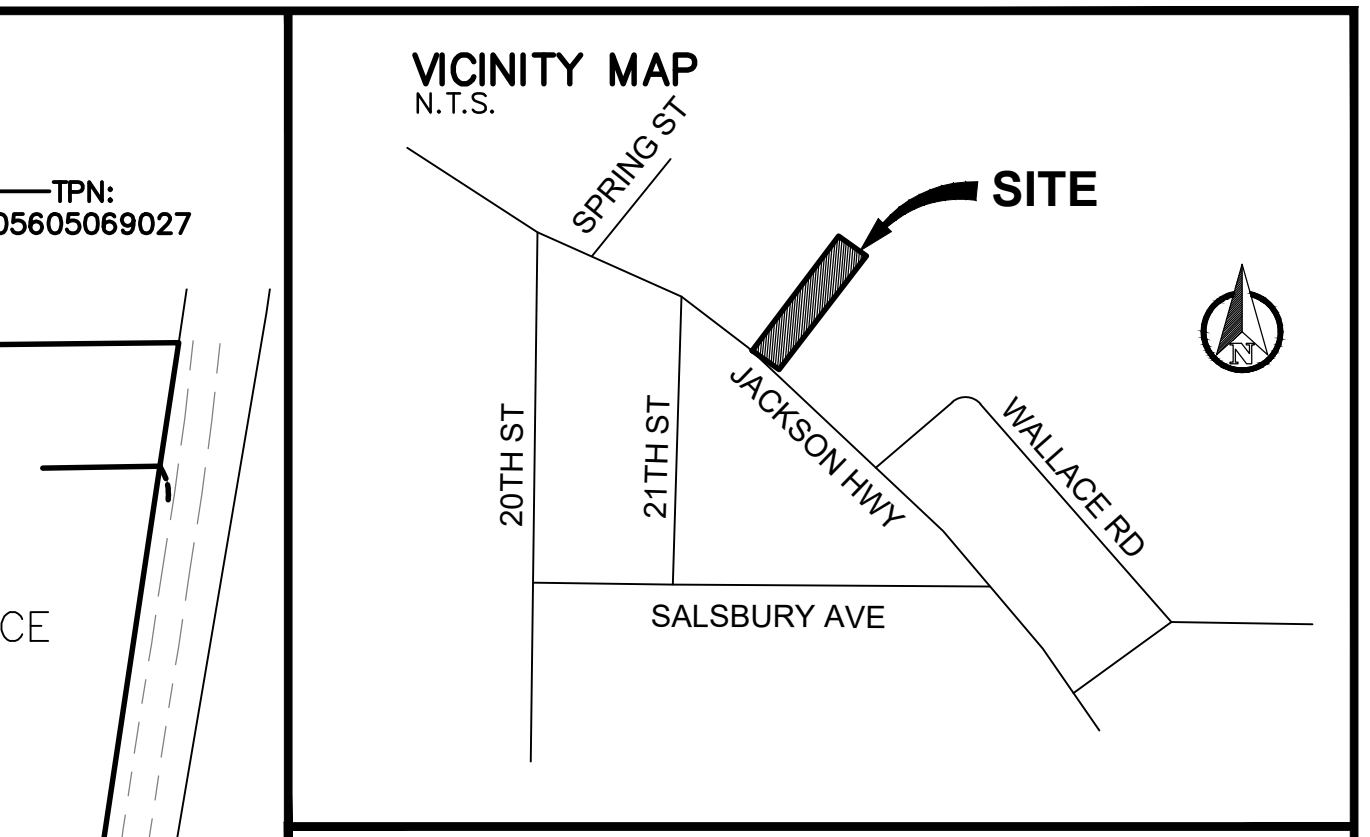 VICINITY MAP
N.T.S.
SPRING ST
SITE
TPN:
05605069027
20TH ST
21TH ST
JACKSON HWY
WALLACE RD
N
SALSBURY AVE
CE